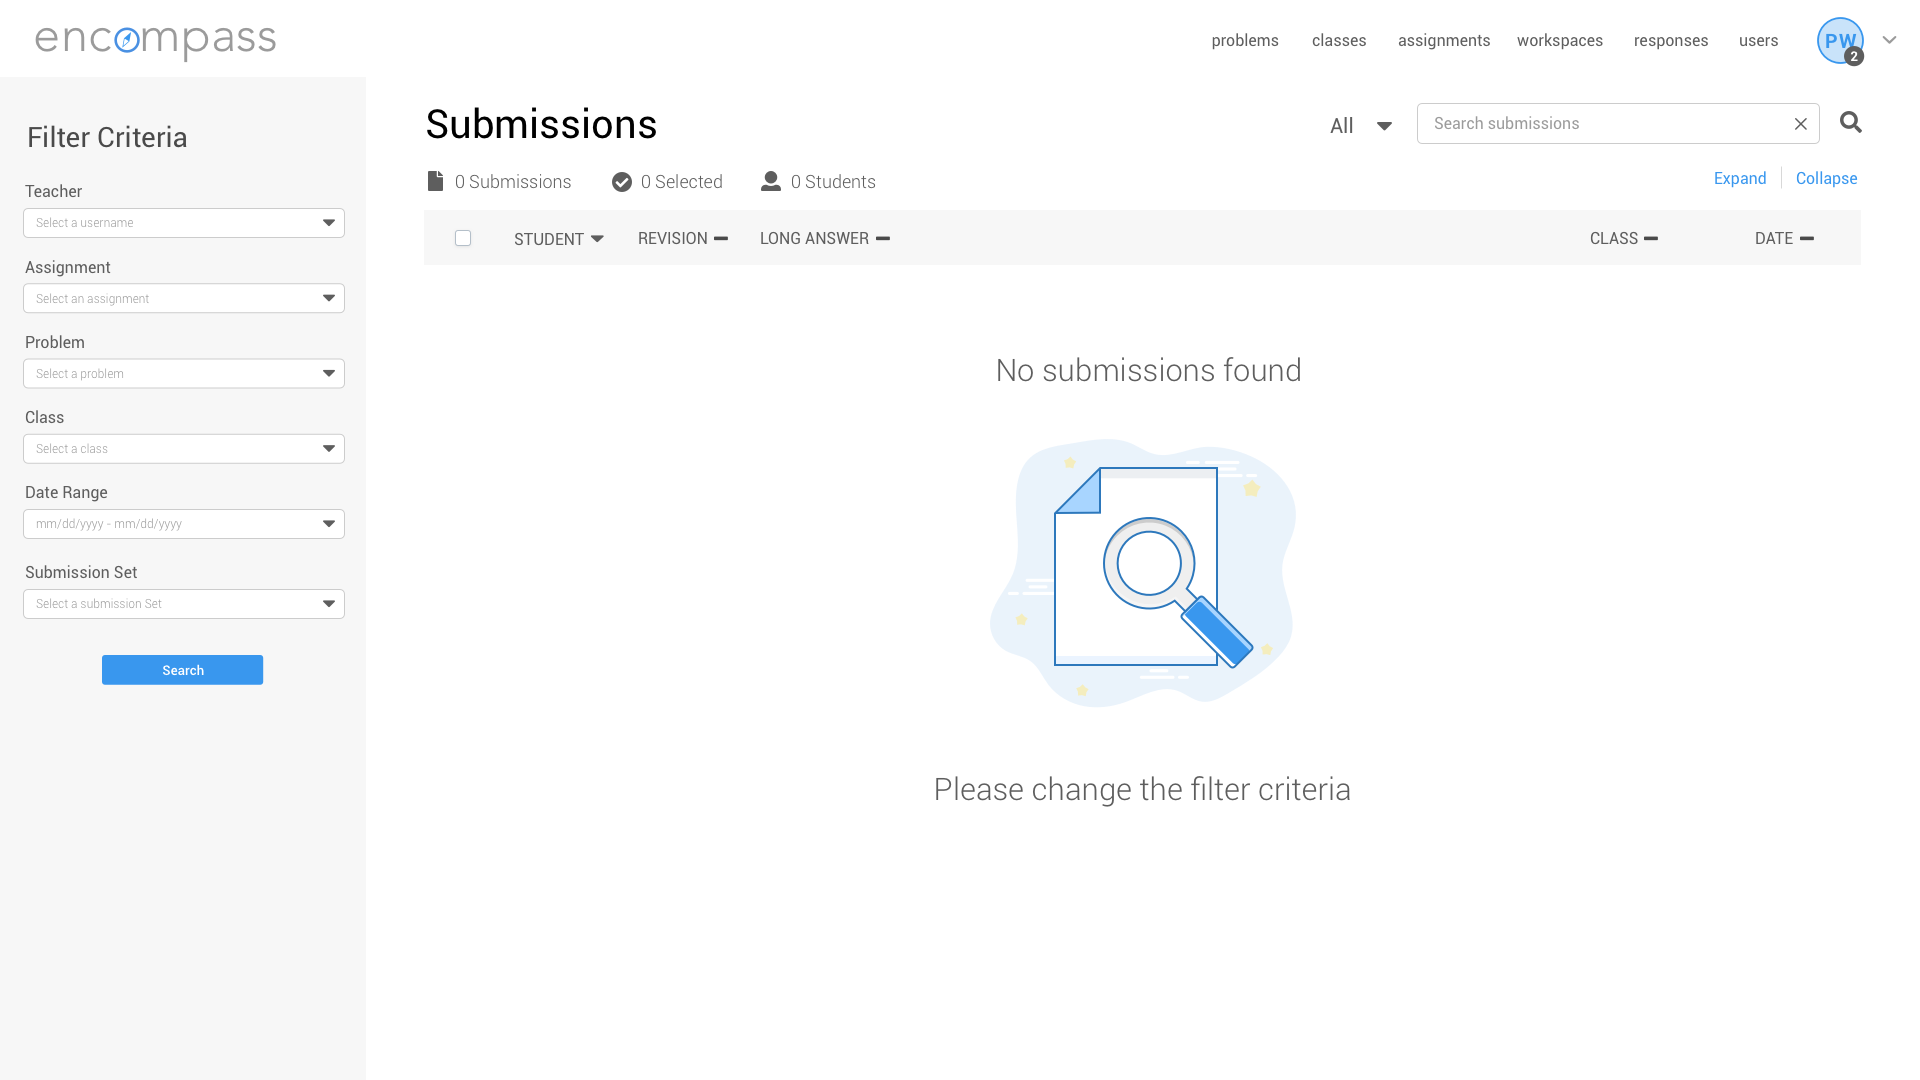 encompass
problems classes assignments workspaces responses users PW 2
Filter Criteria
Teacher
Select a username
Assignment
Select an assignment
Problem
Select a problem
Class
Select a class
Date Range
mm/dd/yyyy - mm/dd/yyyy
Submission Set
Select a submission Set
Search
Submissions
All Search submissions
0 Submissions 0 Selected 0 Students
Expand Collapse
STUDENT REVISION LONG ANSWER CLASS DATE
No submissions found
Please change the filter criteria